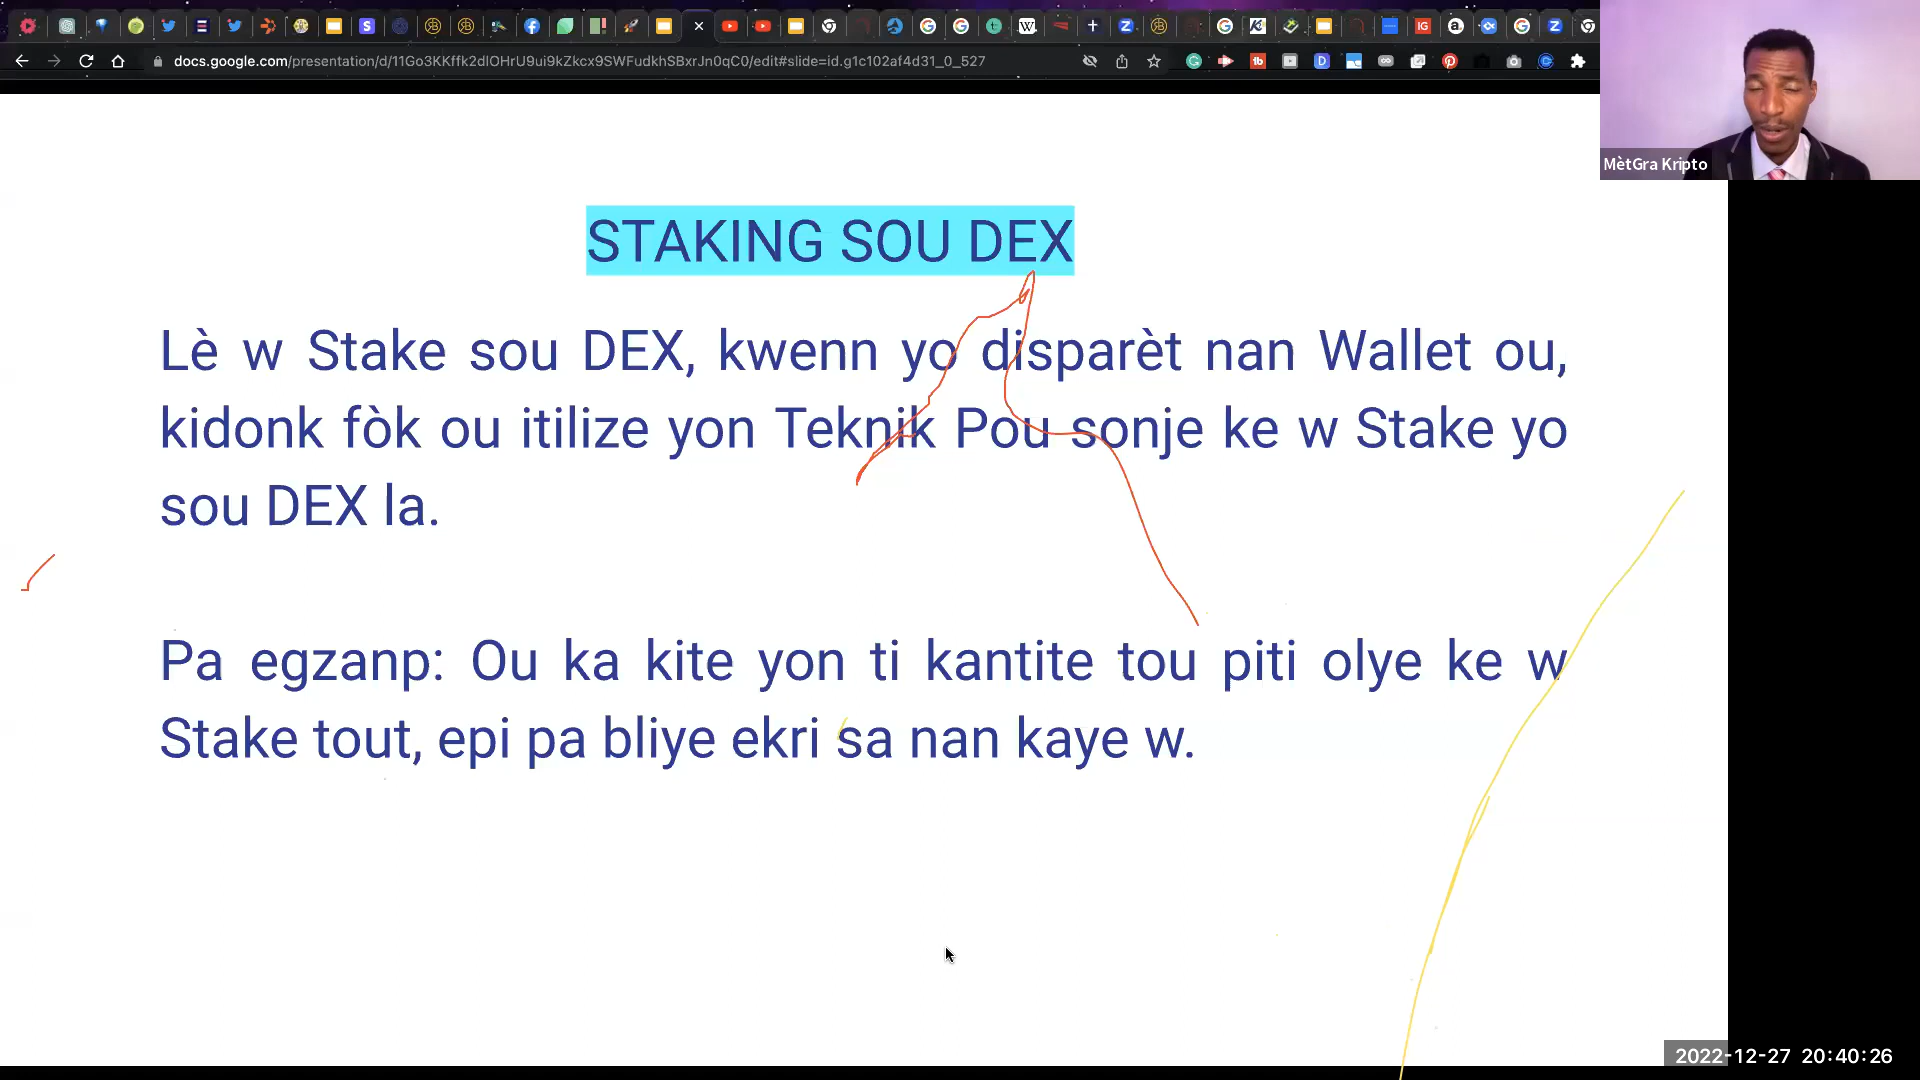 docs.google.com/presentation/d/11Go3KKffk2dlOHrU9ui9kZkcx9SWFudkhSBxrJn0qC0/edit#slide=id.g1c102af4d31_0_527
MètGra Kripto
STAKING SOU DEX
Lè w Stake sou DEX, kwenn yo disparèt nan Wallet ou,
kidonk fòk ou itilize yon Teknik Pou sonje ke w Stake yo
sou DEX la.
Pa egzanp: Ou ka kite yon ti kantite tou piti olye ke w
Stake tout, epi pa bliye ekri sa nan kaye w.
2022-12-27 20:40:26